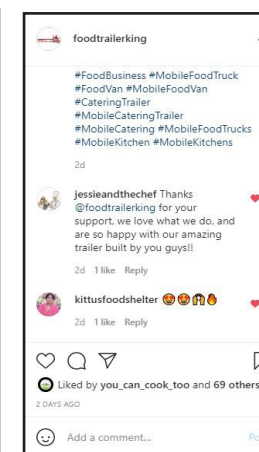 foodtrailerking
#FoodBusiness #MobileFoodTruck
#FoodVan #MobileFoodVan
#CateringTrailer
#MobileCateringTrailer
#MobileCatering #MobileFoodTrucks
#MobileKitchen #MobileKitchens
2d
jessieandthechef Thanks
@foodtrailerking for your
support, we love what we do, and
are so happy with our amazing
trailer built by you guys!!
2d 1 like Reply
kittusfoodshelter 😍😍🙌🔥
2d 1 like Reply
Liked by you_can_cook_too and 69 others
2 DAYS AGO
Add a comment...